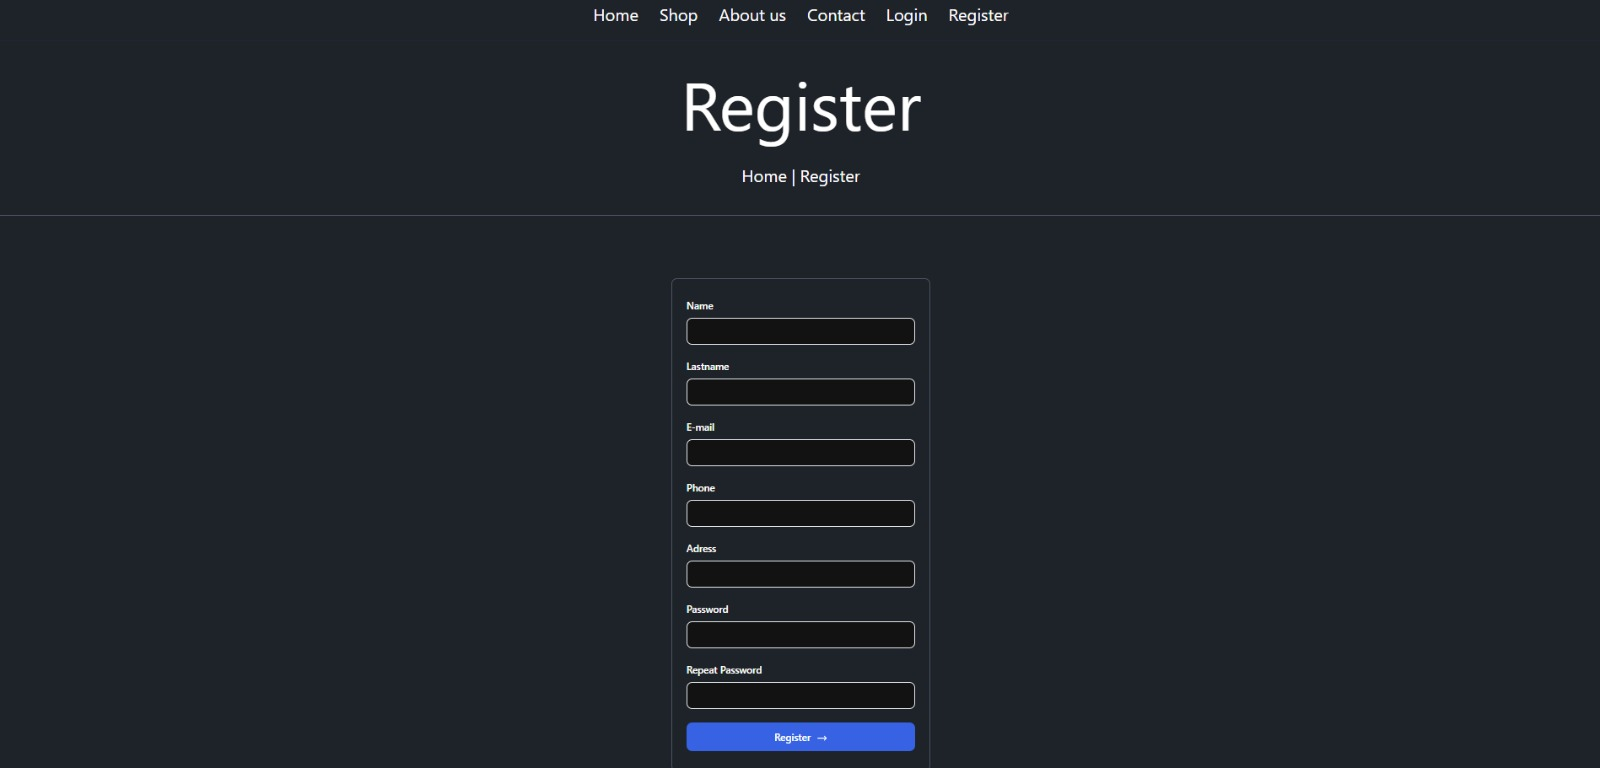 Home Shop About us Contact Login Register
Register
Home | Register
Name
Lastname
E-mail
Phone
Adress
Password
Repeat Password
Register →